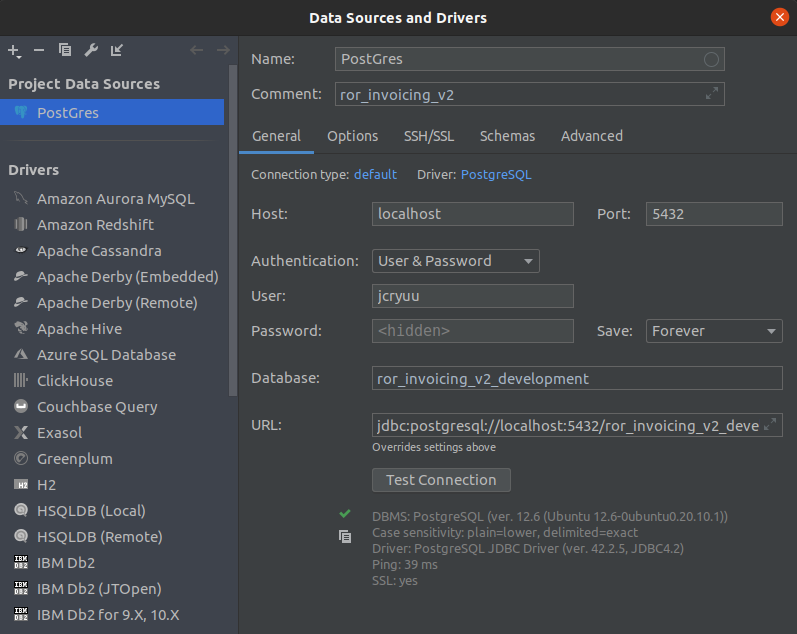 Data Sources and Drivers
Project Data Sources
PostGres
Drivers
Amazon Aurora MySQL
Amazon Redshift
Apache Cassandra
Apache Derby (Embedded)
Apache Derby (Remote)
Apache Hive
Azure SQL Database
ClickHouse
Couchbase Query
Exasol
Greenplum
H2
HSQLDB (Local)
HSQLDB (Remote)
IBM Db2
IBM Db2 (JTOpen)
IBM Db2 for 9.X, 10.X
Name: PostGres
Comment: ror_invoicing_v2
General Options SSH/SSL Schemas Advanced
Connection type: default Driver: PostgreSQL
Host: localhost Port: 5432
Authentication: User & Password
User: jcryuu
Password: <hidden> Save: Forever
Database: ror_invoicing_v2_development
URL: jdbc:postgresql://localhost:5432/ror_invoicing_v2_deve
Overrides settings above
Test Connection
DBMS: PostgreSQL (ver. 12.6 (Ubuntu 12.6-0ubuntu0.20.10.1))
Case sensitivity: plain=lower, delimited=exact
Driver: PostgreSQL JDBC Driver (ver. 42.2.5, JDBC4.2)
Ping: 39 ms
SSL: yes